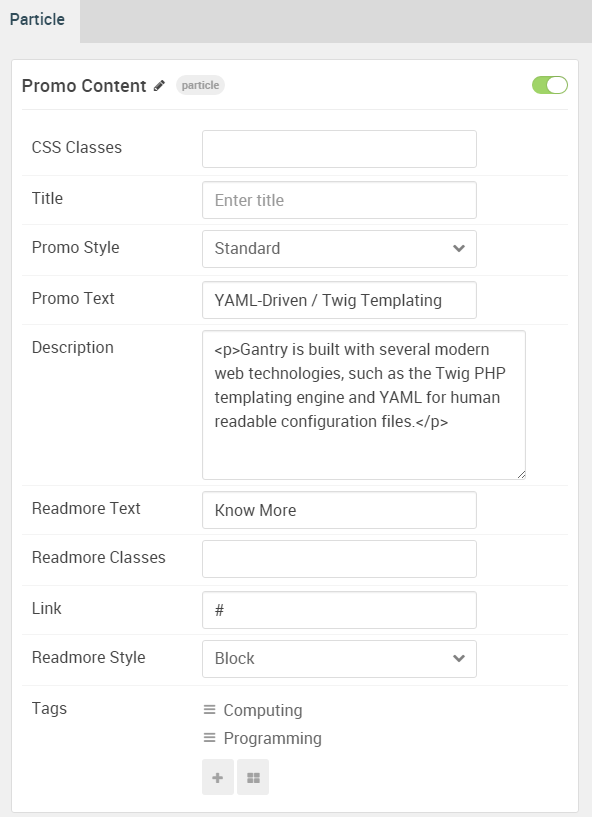 Particle
Promo Content particle
CSS Classes
Title Enter title
Promo Style Standard
Promo Text YAML-Driven / Twig Templating
Description <p>Gantry is built with several modern
web technologies, such as the Twig PHP
templating engine and YAML for human
readable configuration files.</p>
Readmore Text Know More
Readmore Classes
Link #
Readmore Style Block
Tags Computing
Programming